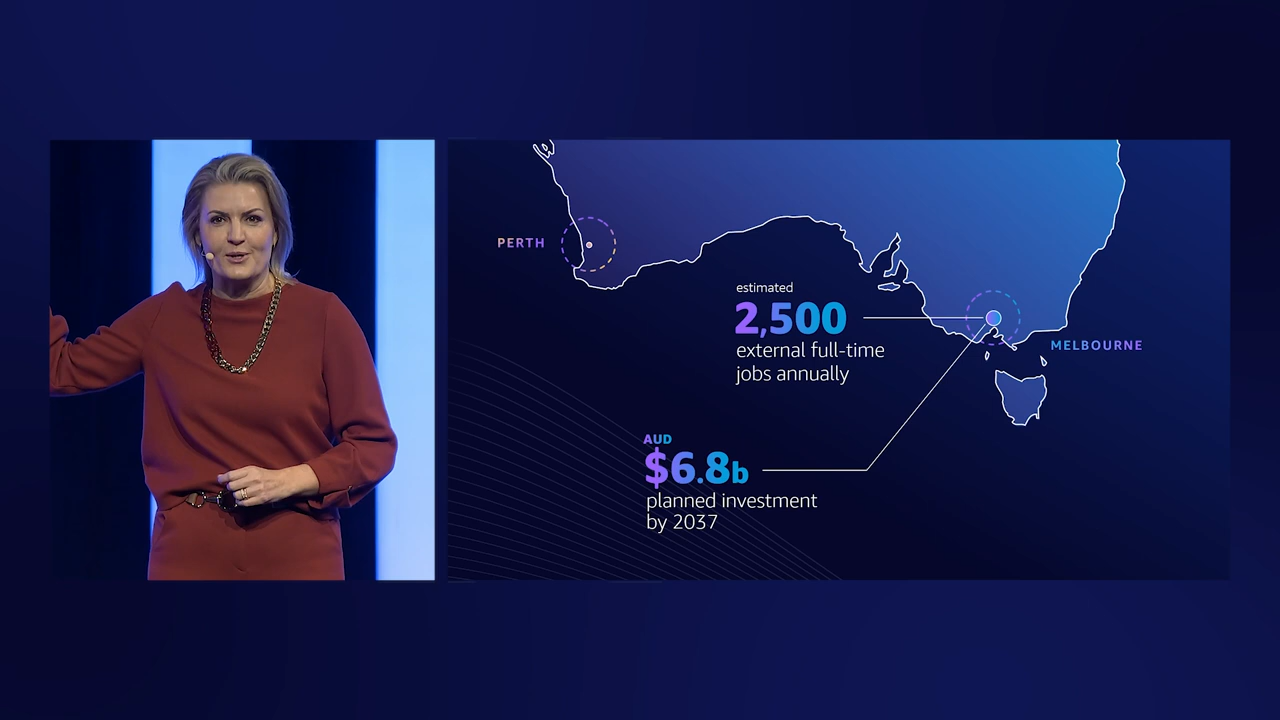 PERTH
estimated
2,500
external full-time
jobs annually
MELBOURNE
AUD
$6.8b
planned investment
by 2037